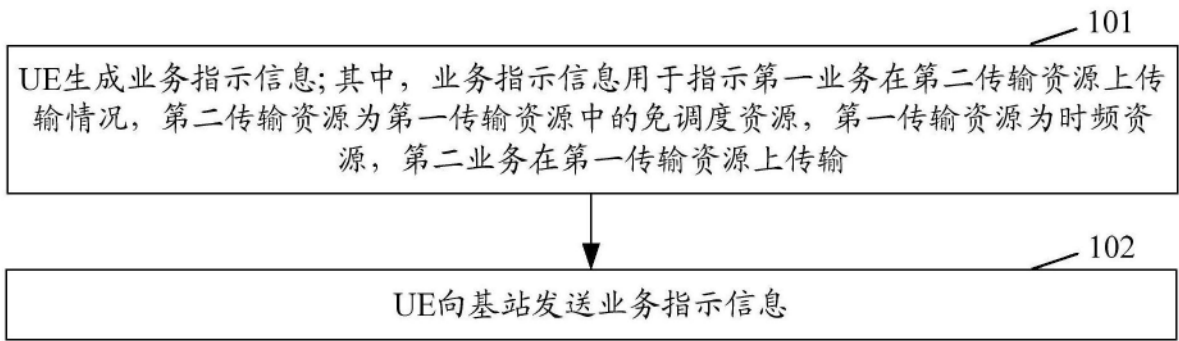 101
UE生成业务指示信息; 其中，业务指示信息用于指示第一业务在第二传输资源上传
输情况，第二传输资源为第一传输资源中的免调度资源，第一传输资源为时频资
源，第二业务在第一传输资源上传输
102
UE向基站发送业务指示信息